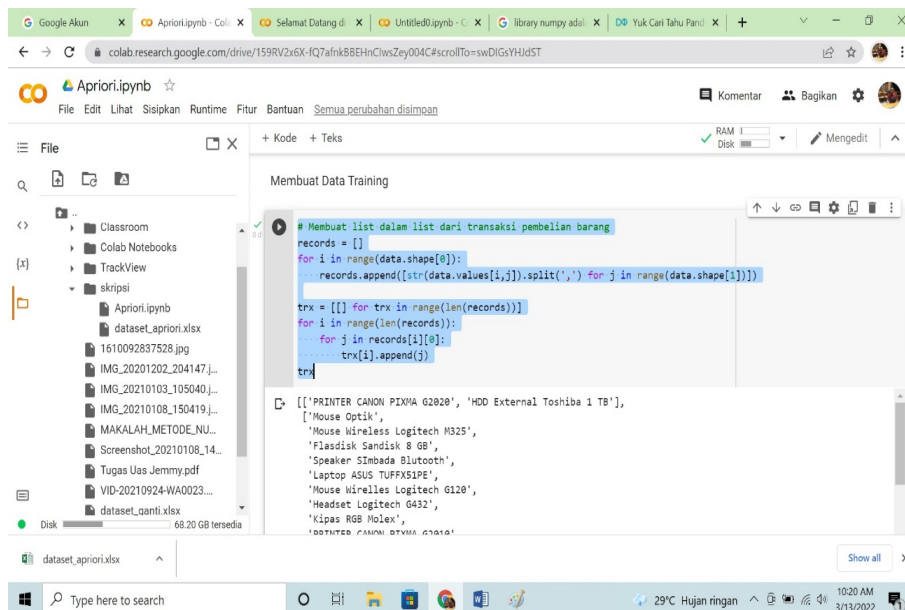 Google Akun
Apriori.ipynb - Cola
Selamat Datang di
Untitled0.ipynb - C
library numpy adal
Yuk Cari Tahu Pand
colab.research.google.com/drive/159RV2x6X-fQ7afnkBBEHnCIwsZey004C#scrollTo=swDIGsYHJdST
Apriori.ipynb
Komentar
Bagikan
File Edit Lihat Sisipkan Runtime Fitur Bantuan Semua perubahan disimpan
File
+ Kode + Teks
RAM
Disk
Mengedit
..
Classroom
Colab Notebooks
TrackView
skripsi
Apriori.ipynb
dataset_apriori.xlsx
1610092837528.jpg
IMG_20201202_204147.j...
IMG_20210103_105040.j...
IMG_20210108_150419.j...
MAKALAH_METODE_NU...
Screenshot_20210108_14...
Tugas Uas Jemmy.pdf
VID-20210924-WA0023....
dataset_ganti.xlsx
Disk
68.20 GB tersedia
Membuat Data Training
# Membuat list dalam list dari transaksi pembelian barang
records = []
for i in range(data.shape[0]):
records.append([str(data.values[i,j]).split(',') for j in range(data.shape[1])])
trx = [[] for trx in range(len(records))]
for i in range(len(records)):
for j in records[i][0]:
trx[i].append(j)
trx
[['PRINTER CANON PIXMA G2020', 'HDD External Toshiba 1 TB'],
['Mouse Optik',
'Mouse Wireless Logitech M325',
'Flasdisk Sandisk 8 GB',
'Speaker SImbada Blutooth',
'Laptop ASUS TUFFX51PE',
'Mouse Wirelles Logitech G120',
'Headset Logitech G432',
'Kipas RGB Molex',
'PRINTER CANON PIXMA G2010'
dataset_apriori.xlsx
Show all
Type here to search
29°C Hujan ringan
10:20 AM
3/13/2022